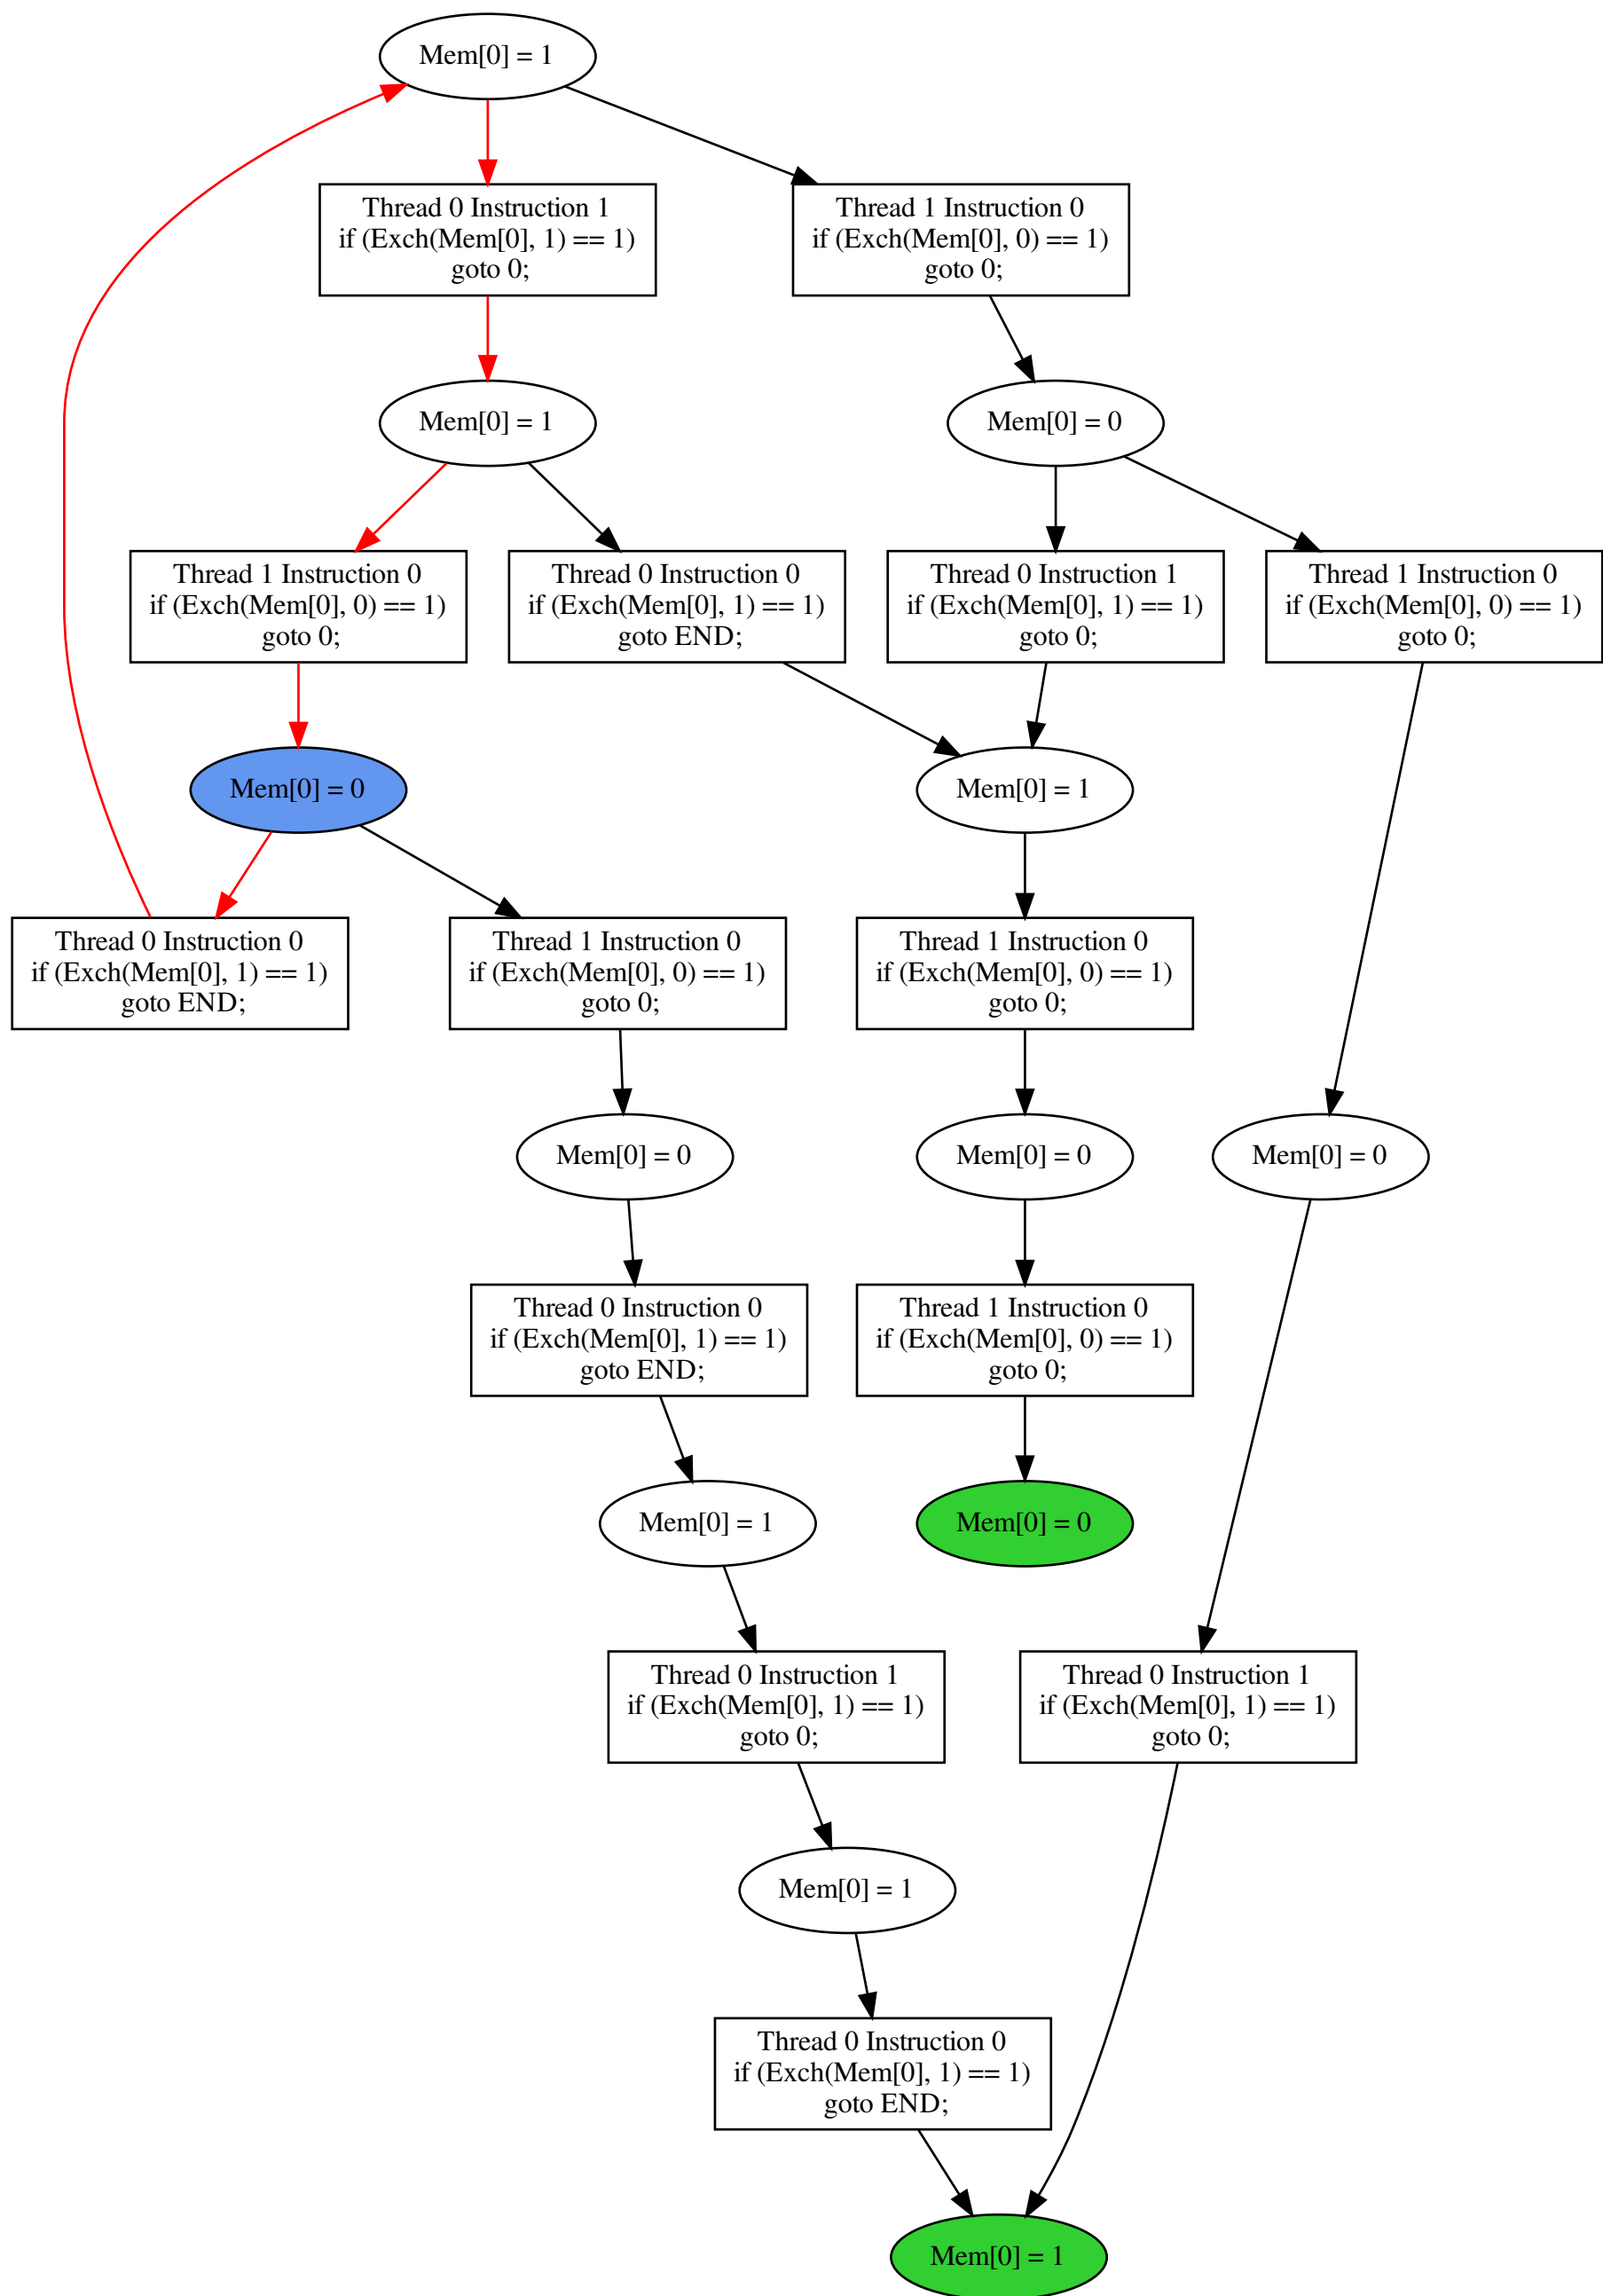 Mem[0] = 1
Thread 0 Instruction 1
if (Exch(Mem[0], 1) == 1)
goto 0;
Thread 1 Instruction 0
if (Exch(Mem[0], 0) == 1)
goto 0;
Mem[0] = 1
Mem[0] = 0
Thread 1 Instruction 0
if (Exch(Mem[0], 0) == 1)
goto 0;
Thread 0 Instruction 0
if (Exch(Mem[0], 1) == 1)
goto END;
Thread 0 Instruction 1
if (Exch(Mem[0], 1) == 1)
goto 0;
Thread 1 Instruction 0
if (Exch(Mem[0], 0) == 1)
goto 0;
Mem[0] = 0
Mem[0] = 1
Thread 0 Instruction 0
if (Exch(Mem[0], 1) == 1)
goto END;
Thread 1 Instruction 0
if (Exch(Mem[0], 0) == 1)
goto 0;
Thread 1 Instruction 0
if (Exch(Mem[0], 0) == 1)
goto 0;
Mem[0] = 0
Mem[0] = 0
Mem[0] = 0
Thread 0 Instruction 0
if (Exch(Mem[0], 1) == 1)
goto END;
Thread 1 Instruction 0
if (Exch(Mem[0], 0) == 1)
goto 0;
Mem[0] = 1
Mem[0] = 0
Thread 0 Instruction 1
if (Exch(Mem[0], 1) == 1)
goto 0;
Thread 0 Instruction 1
if (Exch(Mem[0], 1) == 1)
goto 0;
Mem[0] = 1
Thread 0 Instruction 0
if (Exch(Mem[0], 1) == 1)
goto END;
Mem[0] = 1